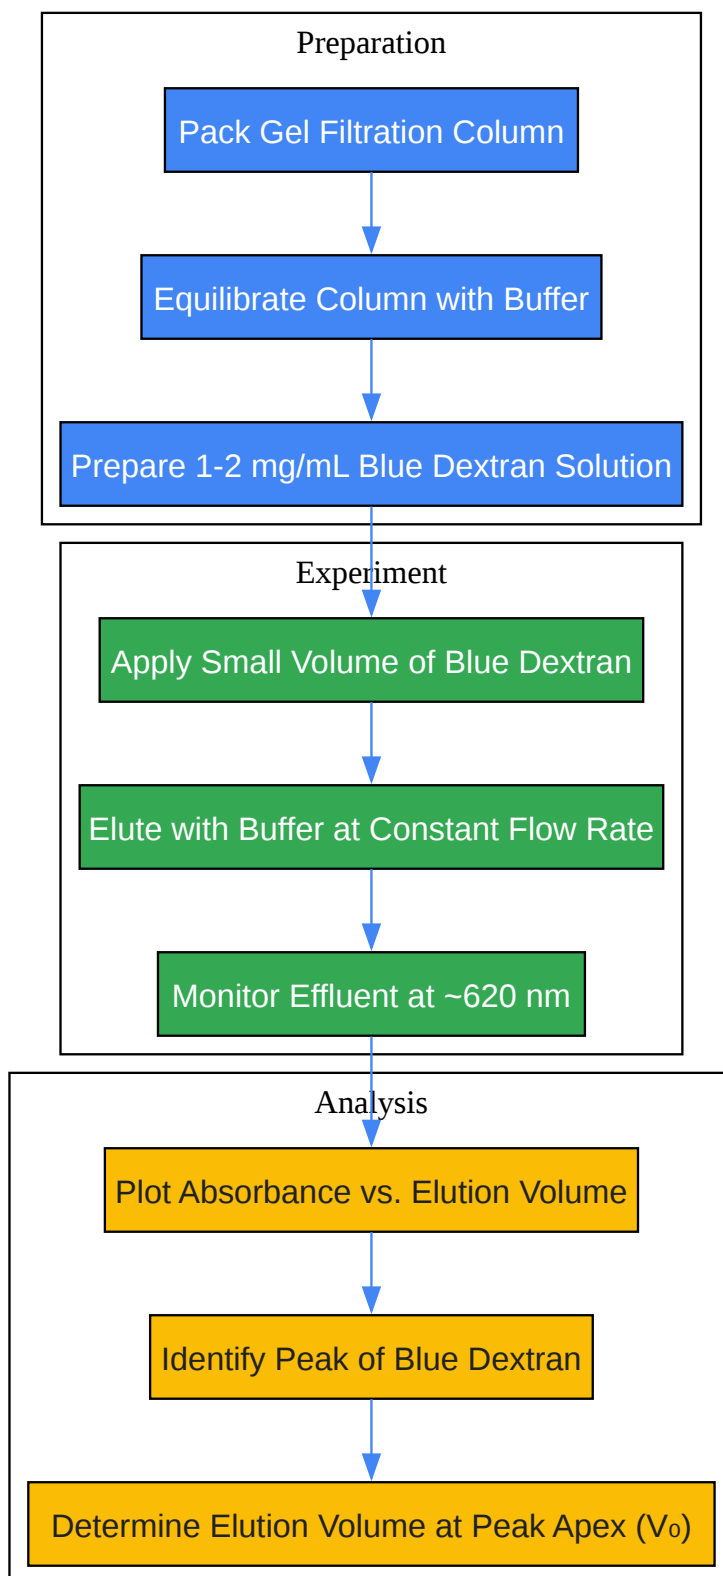 Preparation
Pack Gel Filtration Column
Equilibrate Column with Buffer
Prepare 1-2 mg/mL Blue Dextran Solution
Experiment
Apply Small Volume of Blue Dextran
Elute with Buffer at Constant Flow Rate
Monitor Effluent at ~620 nm
Analysis
Plot Absorbance vs. Elution Volume
Identify Peak of Blue Dextran
Determine Elution Volume at Peak Apex (V₀)